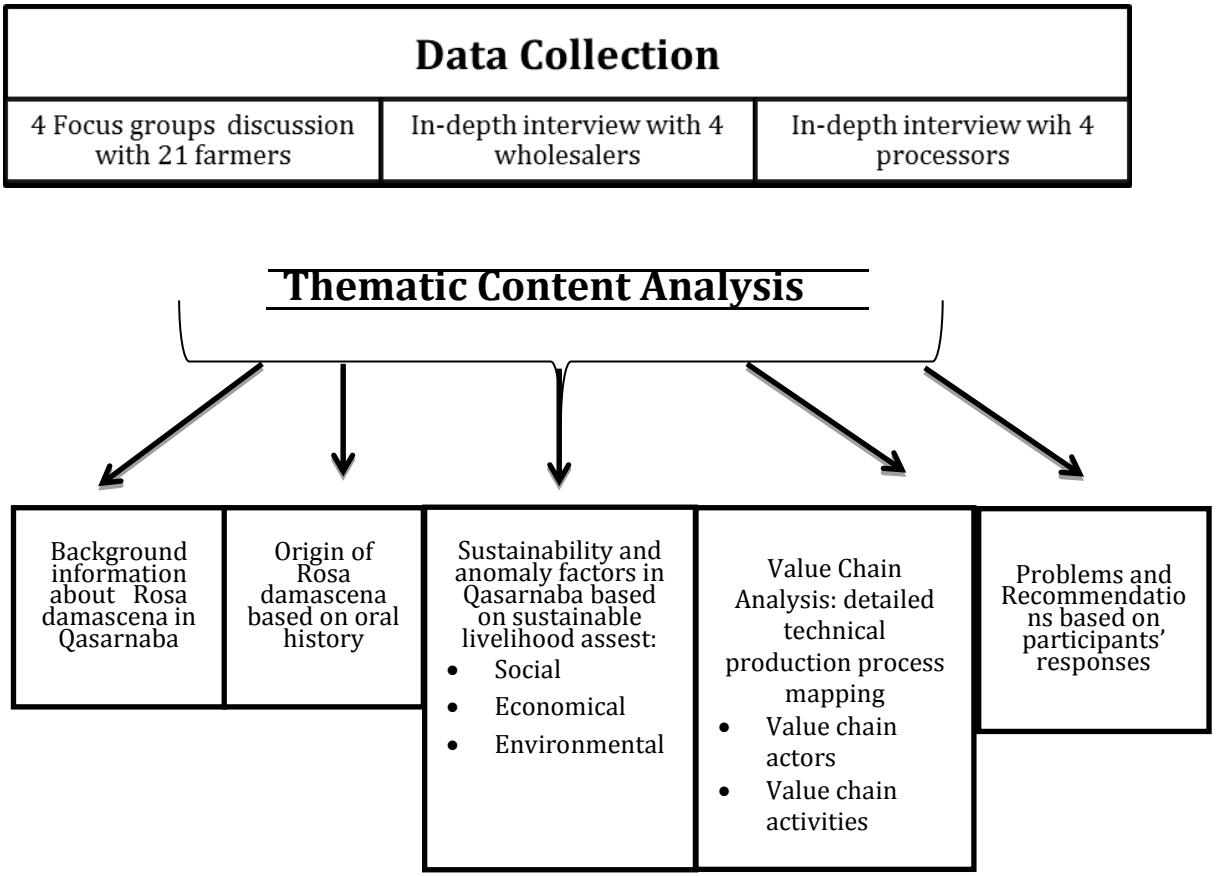 Data Collection
4 Focus groups discussion
with 21 farmers
In-depth interview with 4
wholesalers
In-depth interview wih 4
processors
Thematic Content Analysis
Background
information
about Rosa
damascena in
Qasarnaba
Origin of
Rosa
damascena
based on oral
history
Sustainability and
anomaly factors in
Qasarnaba based
on sustainable
livelihood assest:
• Social
• Economical
• Environmental
Value Chain
Analysis: detailed
technical
production process
mapping
• Value chain
actors
• Value chain
activities
Problems and
Recommendatio
ns based on
participants’
responses